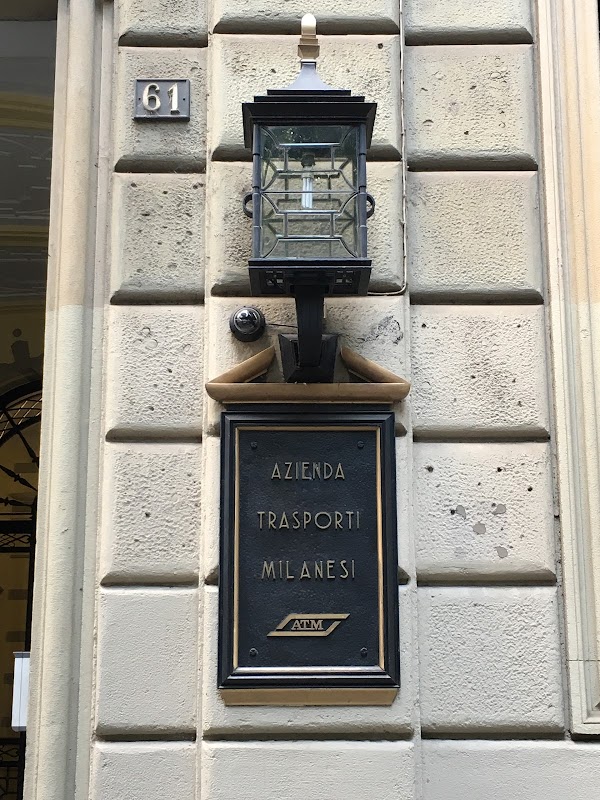 61
AZIENDA
TRASPORTI
MILANESI
ATM